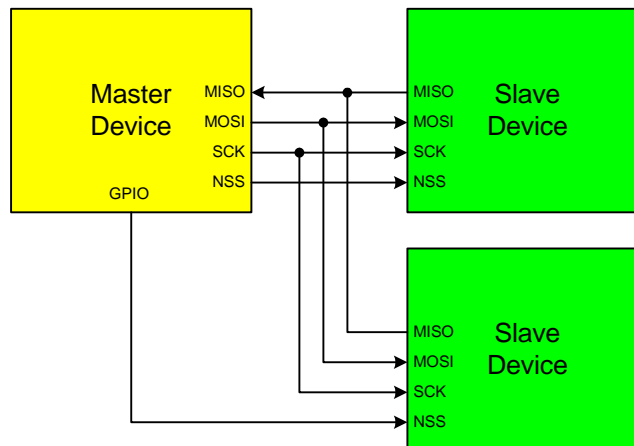 Master
Device
MISO
MOSI
SCK
NSS
GPIO
MISO
MOSI
SCK
NSS
Slave
Device
MISO
MOSI
SCK
NSS
Slave
Device